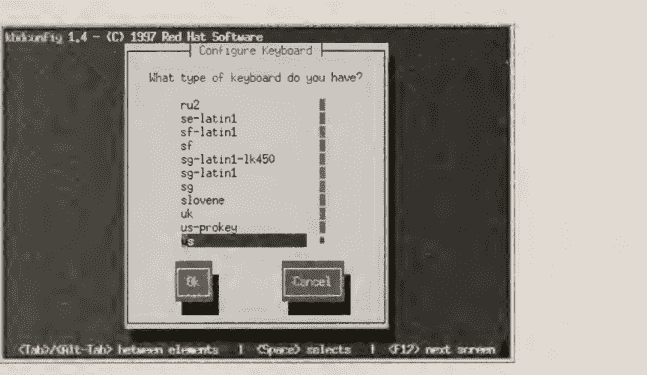 kbdconfig 1.4 - (C) 1997 Red Hat Software
Configure Keyboard
What type of keyboard do you have?
ru2
se-latin1
sf-latin1
sf
sg-latin1-lk450
sg-latin1
sg
slovene
uk
us-prokey
us
Ok Cancel
<Tab>/<Alt-Tab> between elements | <Space> selects | <F12> next screen